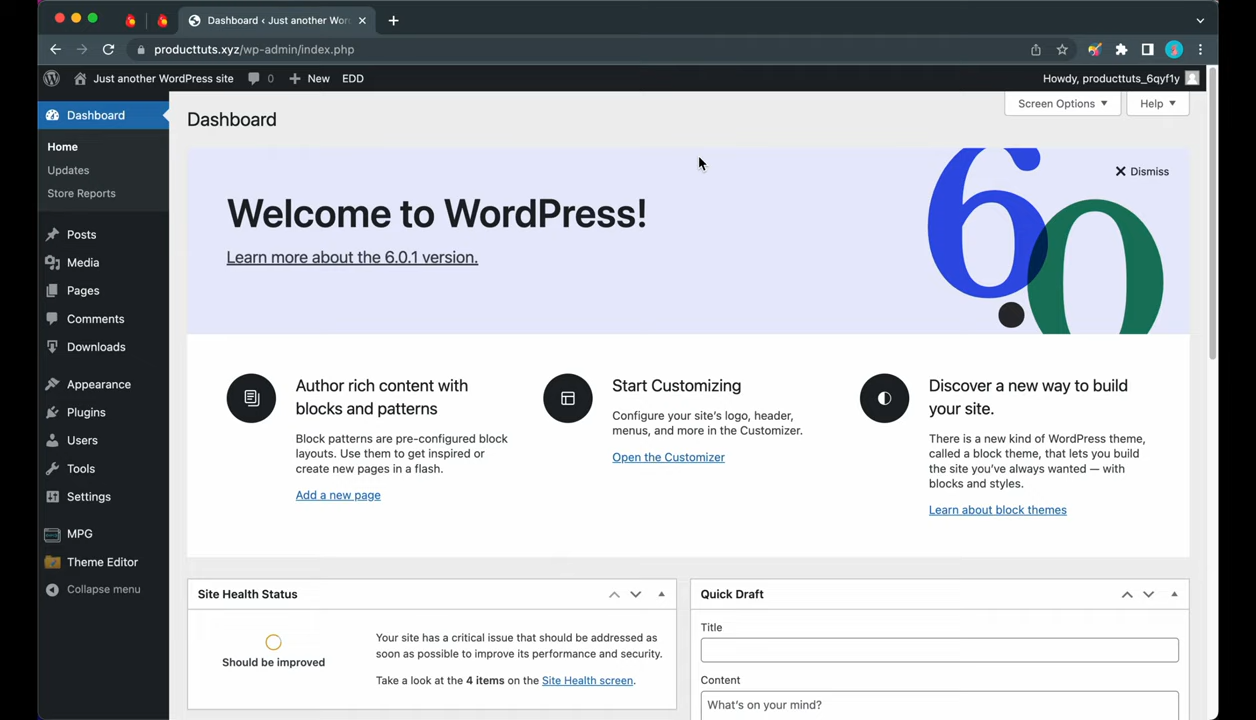 Dashboard ‹ Just another Wor
producttuts.xyz/wp-admin/index.php
Just another WordPress site
0
New
EDD
Howdy, producttuts_6qyf1y
Dashboard
Home
Updates
Store Reports
Posts
Media
Pages
Comments
Downloads
Appearance
Plugins
Users
Tools
Settings
MPG
Theme Editor
Collapse menu
Screen Options
Help
Dashboard
Dismiss
Welcome to WordPress!
Learn more about the 6.0.1 version.
6.0
Author rich content with
blocks and patterns
Block patterns are pre-configured block
layouts. Use them to get inspired or
create new pages in a flash.
Add a new page
Start Customizing
Configure your site's logo, header,
menus, and more in the Customizer.
Open the Customizer
Discover a new way to build
your site.
There is a new kind of WordPress theme,
called a block theme, that lets you build
the site you've always wanted — with
blocks and styles.
Learn about block themes
Site Health Status
Should be improved
Your site has a critical issue that should be addressed as
soon as possible to improve its performance and security.
Take a look at the 4 items on the Site Health screen.
Quick Draft
Title
Content
What's on your mind?